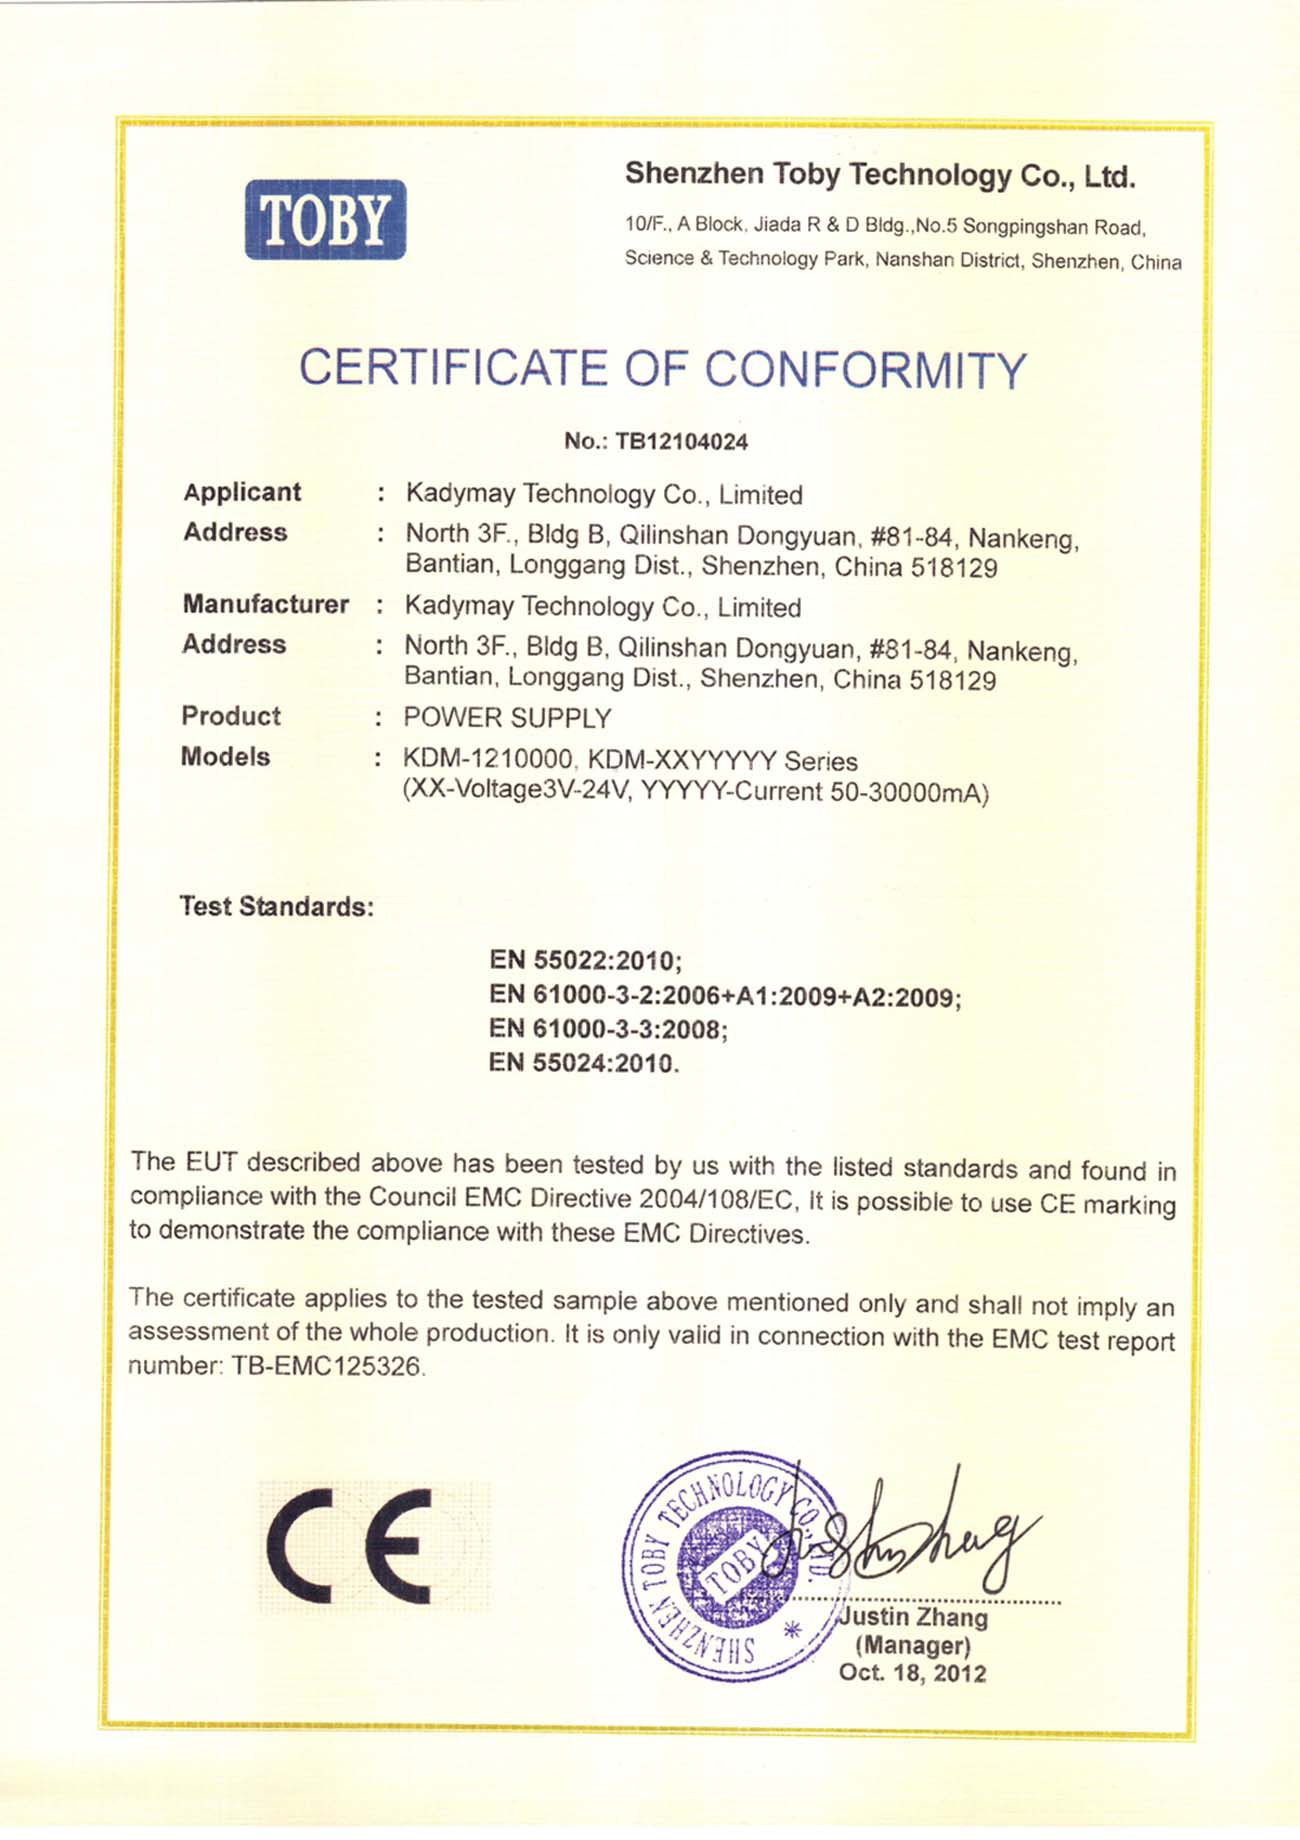 TOBY
Shenzhen Toby Technology Co., Ltd.
10/F., A Block, Jiada R & D Bldg.,No.5 Songpingshan Road,
Science & Technology Park, Nanshan District, Shenzhen, China
CERTIFICATE OF CONFORMITY
No.: TB12104024
Applicant : Kadymay Technology Co., Limited
Address : North 3F., Bldg B, Qilinshan Dongyuan, #81-84, Nankeng,
Bantian, Longgang Dist., Shenzhen, China 518129
Manufacturer : Kadymay Technology Co., Limited
Address : North 3F., Bldg B, Qilinshan Dongyuan, #81-84, Nankeng,
Bantian, Longgang Dist., Shenzhen, China 518129
Product : POWER SUPPLY
Models : KDM-1210000, KDM-XXYYYYY Series
(XX-Voltage3V-24V, YYYYY-Current 50-30000mA)
Test Standards:
EN 55022:2010;
EN 61000-3-2:2006+A1:2009+A2:2009;
EN 61000-3-3:2008;
EN 55024:2010.
The EUT described above has been tested by us with the listed standards and found in
compliance with the Council EMC Directive 2004/108/EC, It is possible to use CE marking
to demonstrate the compliance with these EMC Directives.
The certificate applies to the tested sample above mentioned only and shall not imply an
assessment of the whole production. It is only valid in connection with the EMC test report
number: TB-EMC125326.
CE
SHENZHEN TOBY TECHNOLOGY CO., LTD.
TOBY
Justin Zhang
Justin Zhang
(Manager)
Oct. 18, 2012